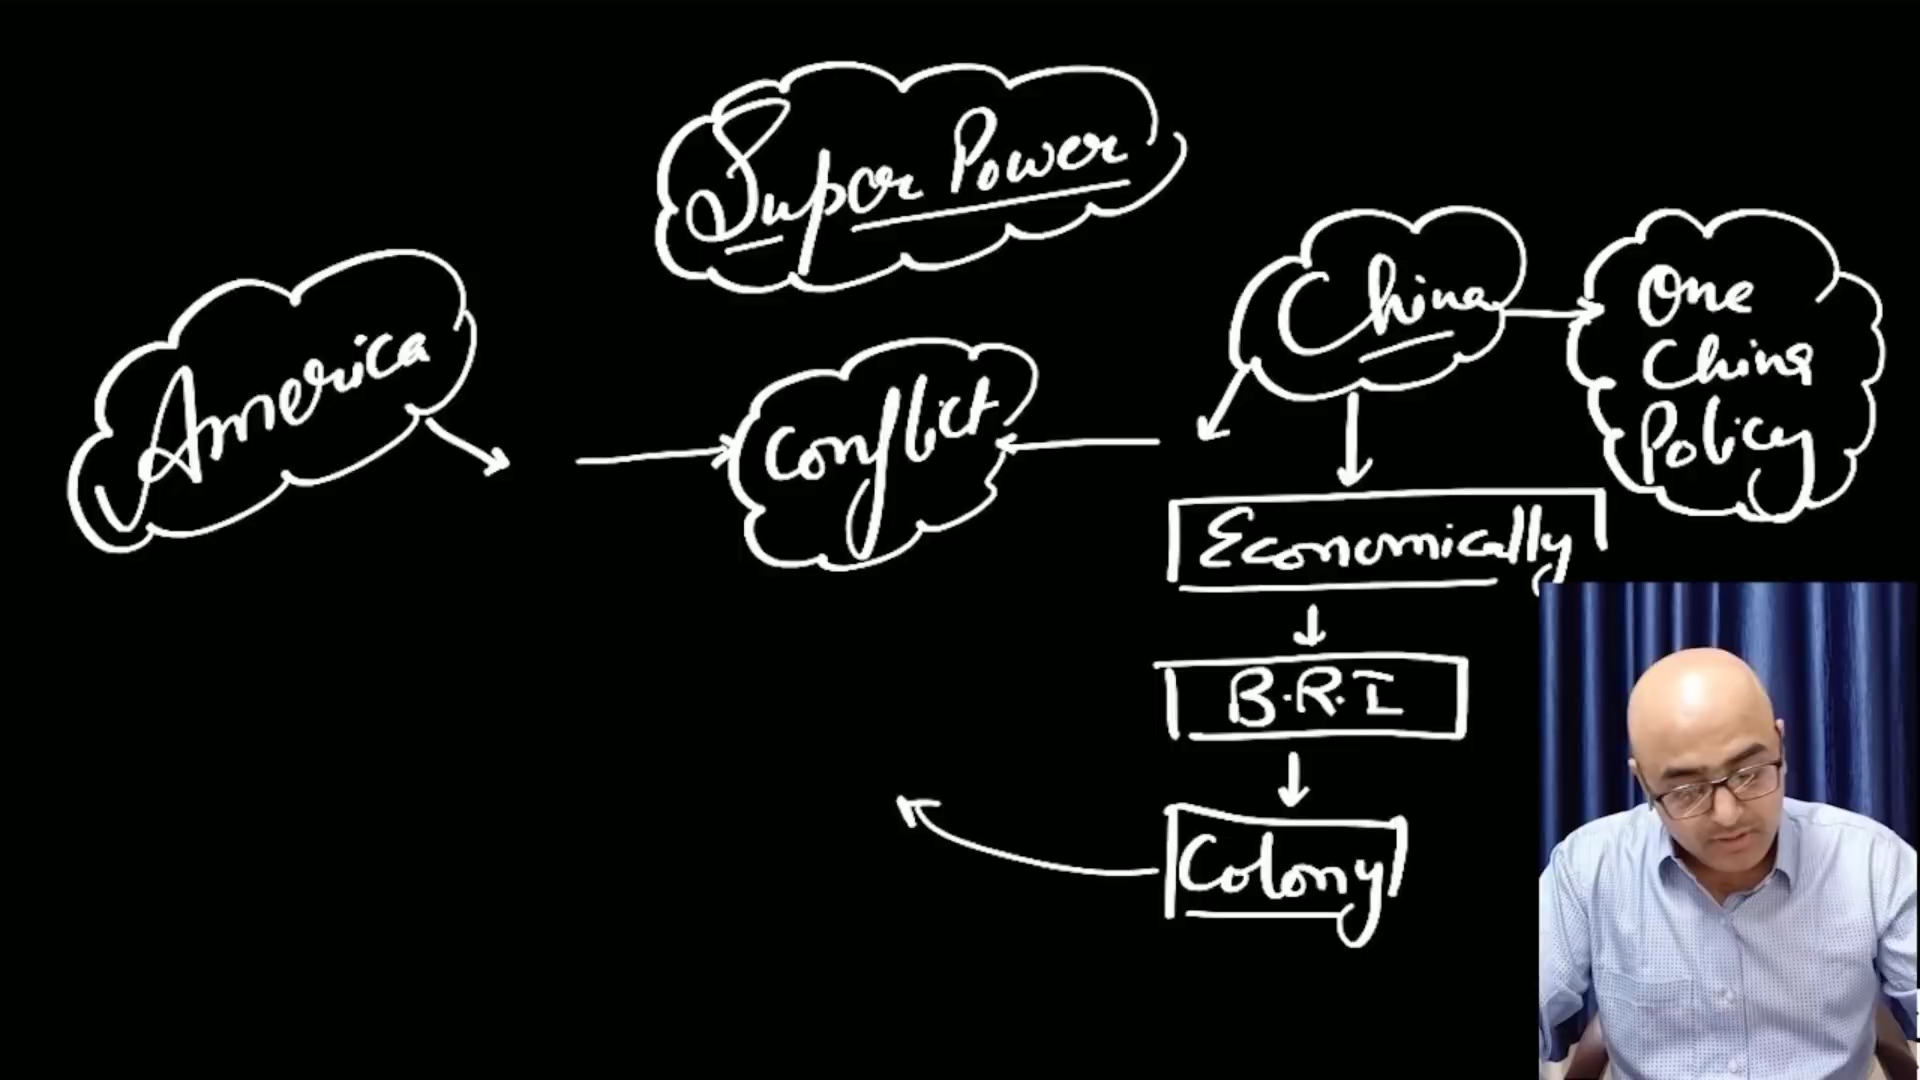 Super Power
America
Conflict
China
One
China
Policy
Economically
B.R.I
Colony